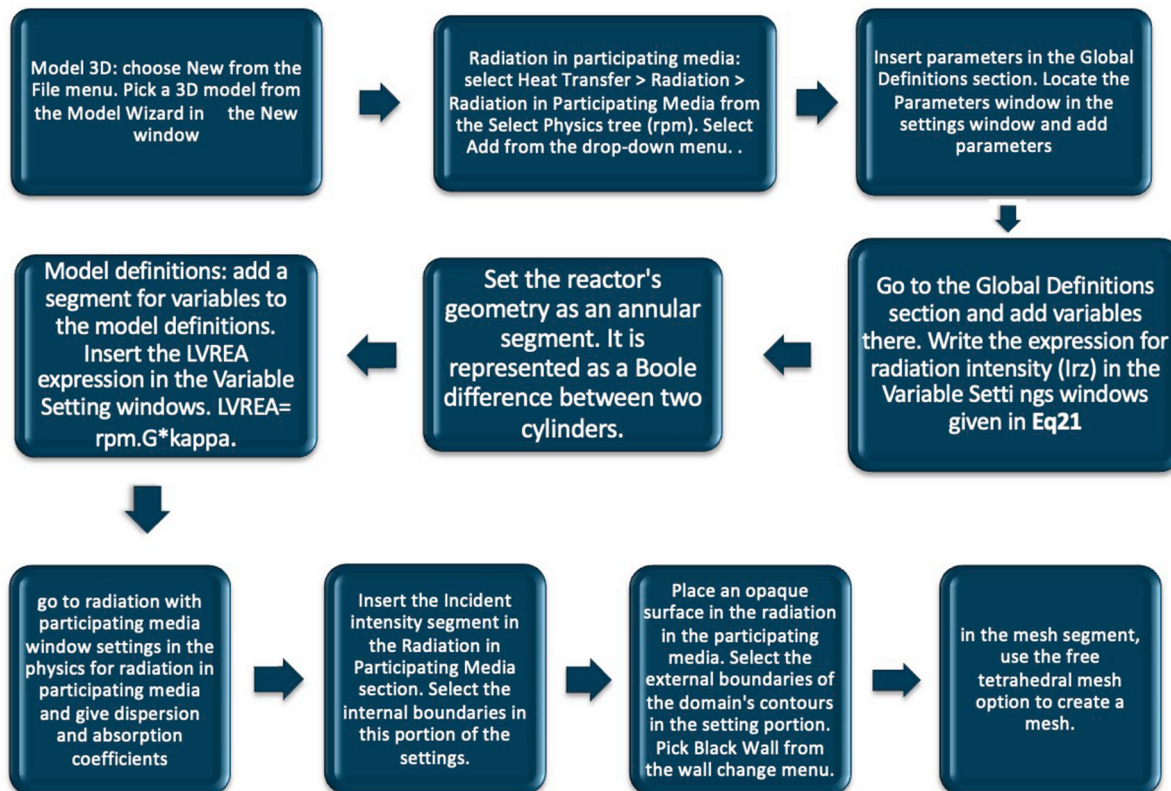 Model 3D: choose New from the
File menu. Pick a 3D model from
the Model Wizard in the New
window
Radiation in participating media:
select Heat Transfer > Radiation >
Radiation in Participating Media from
the Select Physics tree (rpm). Select
Add from the drop-down menu. .
Insert parameters in the Global
Definitions section. Locate the
Parameters window in the
settings window and add
parameters
Go to the Global Definitions
section and add variables
there. Write the expression for
radiation intensity (Irz) in the
Variable Setti ngs windows
given in Eq21
Set the reactor's
geometry as an annular
segment. It is
represented as a Boole
difference between two
cylinders.
Model definitions: add a
segment for variables to
the model definitions.
Insert the LVREA
expression in the Variable
Setting windows. LVREA=
rpm.G*kappa.
go to radiation with
participating media
window settings in the
physics for radiation in
participating media
and give dispersion
and absorption
coefficients
Insert the Incident
intensity segment in
the Radiation in
Participating Media
section. Select the
internal boundaries in
this portion of the
settings.
Place an opaque
surface in the radiation
in the participating
media. Select the
external boundaries of
the domain's contours
in the setting portion.
Pick Black Wall from
the wall change menu.
in the mesh segment,
use the free
tetrahedral mesh
option to create a
mesh.